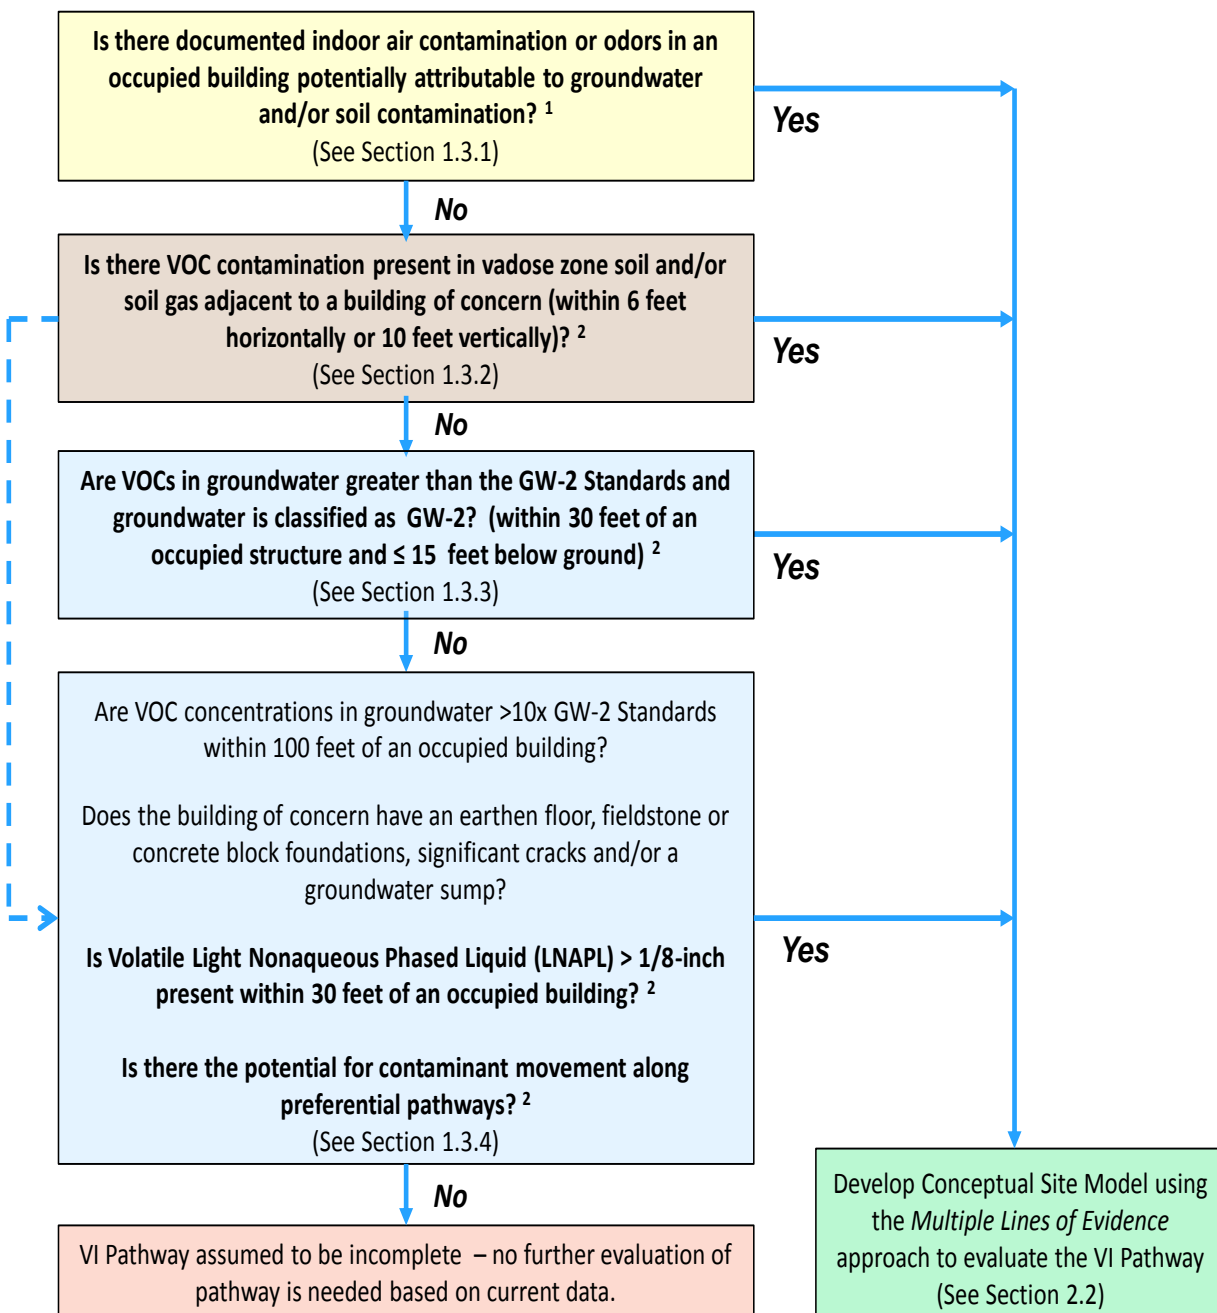 Is there documented indoor air contamination or odors in an
occupied building potentially attributable to groundwater
and/or soil contamination? 1
(See Section 1.3.1)
Yes
No
Is there VOC contamination present in vadose zone soil and/or
soil gas adjacent to a building of concern (within 6 feet
horizontally or 10 feet vertically)? 2
(See Section 1.3.2)
Yes
No
Are VOCs in groundwater greater than the GW-2 Standards and
groundwater is classified as GW-2? (within 30 feet of an
occupied structure and ≤ 15 feet below ground) 2
(See Section 1.3.3)
Yes
No
Are VOC concentrations in groundwater >10x GW-2 Standards
within 100 feet of an occupied building?
Does the building of concern have an earthen floor, fieldstone or
concrete block foundations, significant cracks and/or a
groundwater sump?
Is Volatile Light Nonaqueous Phased Liquid (LNAPL) > 1/8-inch
present within 30 feet of an occupied building? 2
Is there the potential for contaminant movement along
preferential pathways? 2
(See Section 1.3.4)
Yes
No
VI Pathway assumed to be incomplete – no further evaluation of
pathway is needed based on current data.
Develop Conceptual Site Model using
the Multiple Lines of Evidence
approach to evaluate the VI Pathway
(See Section 2.2)